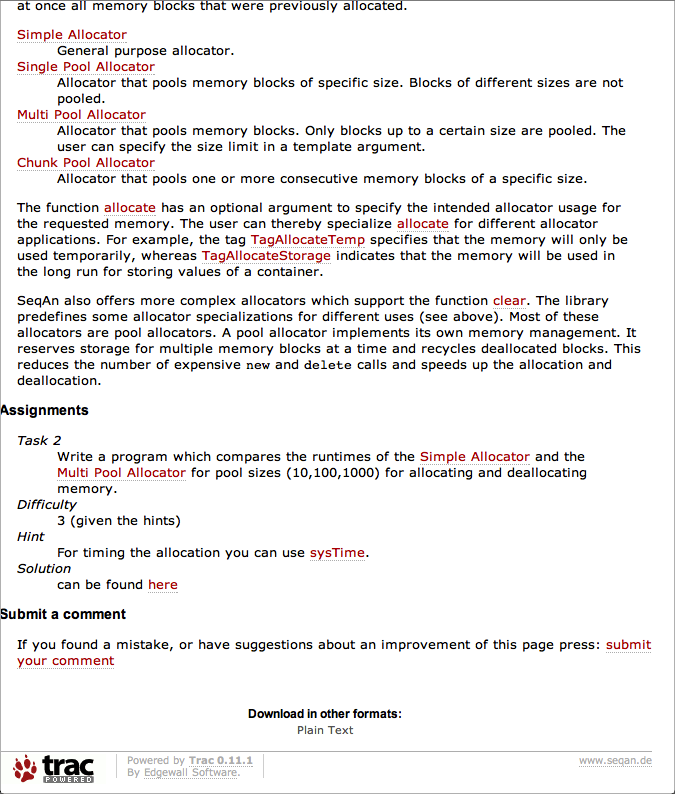 at once all memory blocks that were previously allocated.
Simple Allocator
General purpose allocator.
Single Pool Allocator
Allocator that pools memory blocks of specific size. Blocks of different sizes are not
pooled.
Multi Pool Allocator
Allocator that pools memory blocks. Only blocks up to a certain size are pooled. The
user can specify the size limit in a template argument.
Chunk Pool Allocator
Allocator that pools one or more consecutive memory blocks of a specific size.
The function allocate has an optional argument to specify the intended allocator usage for
the requested memory. The user can thereby specialize allocate for different allocator
applications. For example, the tag TagAllocateTemp specifies that the memory will only be
used temporarily, whereas TagAllocateStorage indicates that the memory will be used in
the long run for storing values of a container.
SeqAn also offers more complex allocators which support the function clear. The library
predefines some allocator specializations for different uses (see above). Most of these
allocators are pool allocators. A pool allocator implements its own memory management. It
reserves storage for multiple memory blocks at a time and recycles deallocated blocks. This
reduces the number of expensive new and delete calls and speeds up the allocation and
deallocation.
Assignments
Task 2
Write a program which compares the runtimes of the Simple Allocator and the
Multi Pool Allocator for pool sizes (10,100,1000) for allocating and deallocating
memory.
Difficulty
3 (given the hints)
Hint
For timing the allocation you can use sysTime.
Solution
can be found here
Submit a comment
If you found a mistake, or have suggestions about an improvement of this page press: submit
your comment
Download in other formats:
Plain Text
trac
POWERED
Powered by Trac 0.11.1
By Edgewall Software.
www.seqan.de